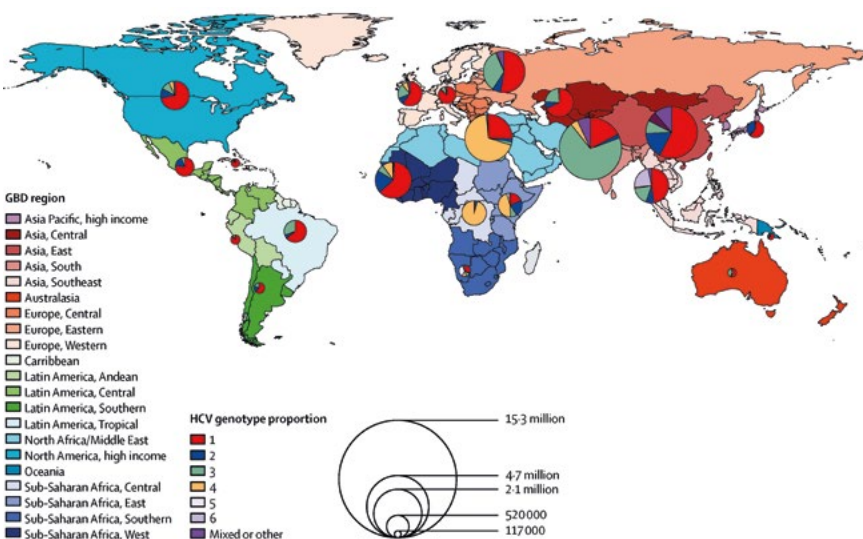 GBD region
Asia Pacific, high income
Asia, Central
Asia, East
Asia, South
Asia, Southeast
Australasia
Europe, Central
Europe, Eastern
Europe, Western
Carribbean
Latin America, Andean
Latin America, Central
Latin America, Southern
Latin America, Tropical
North Africa/Middle East
North America, high income
Oceania
Sub-Saharan Africa, Central
Sub-Saharan Africa, East
Sub-Saharan Africa, Southern
Sub-Saharan Africa, West
HCV genotype proportion
1
2
3
4
5
6
Mixed or other
15·3 million
4·7 million
2·1 million
520 000
117 000